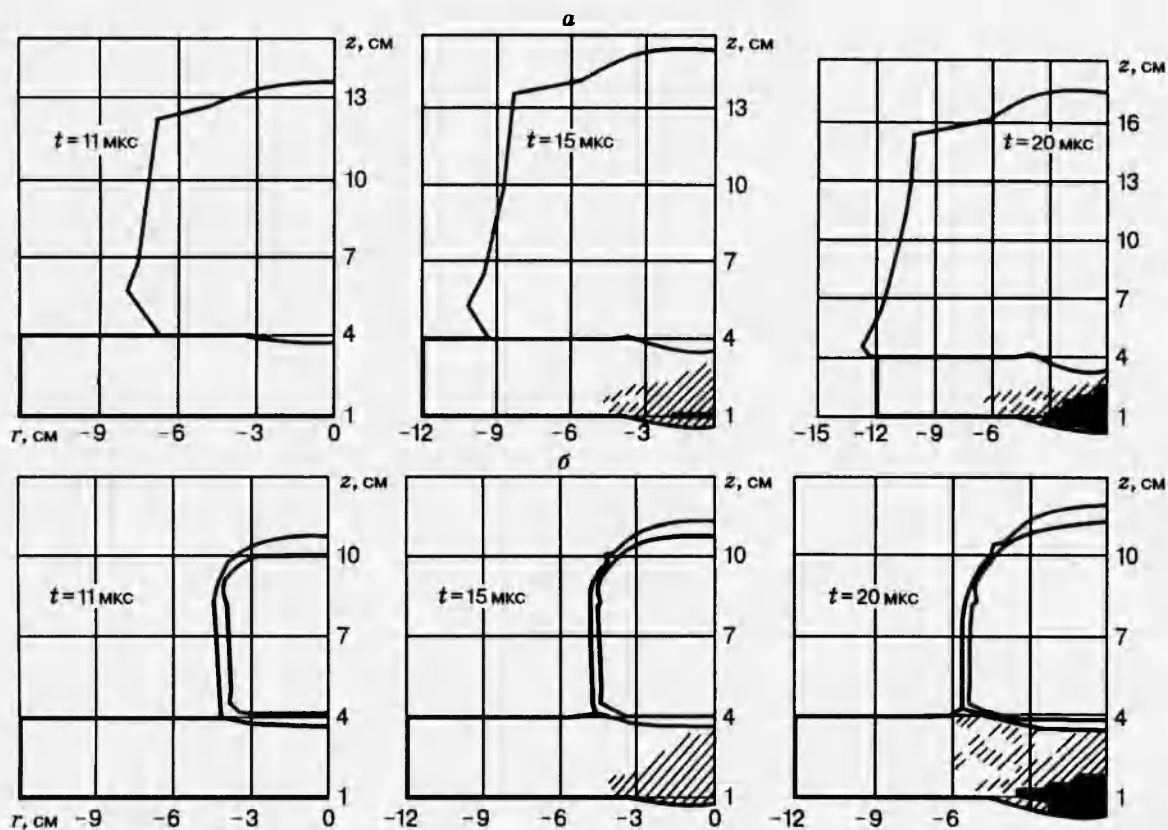 а
z, см z, см z, см
13 13 16
t = 11 мкс t = 15 мкс t = 20 мкс
10 10 13
10
7 7 7
4 4 4
1 1 1
r, см -9 -6 -3 0 -12 -9 -6 -3 -15 -12 -9 -6
б
z, см z, см z, см
10 10 10
t = 11 мкс t = 15 мкс t = 20 мкс
7 7 7
4 4 4
1 1 1
r, см -9 -6 -3 0 -12 -9 -6 -3 0 -12 -6